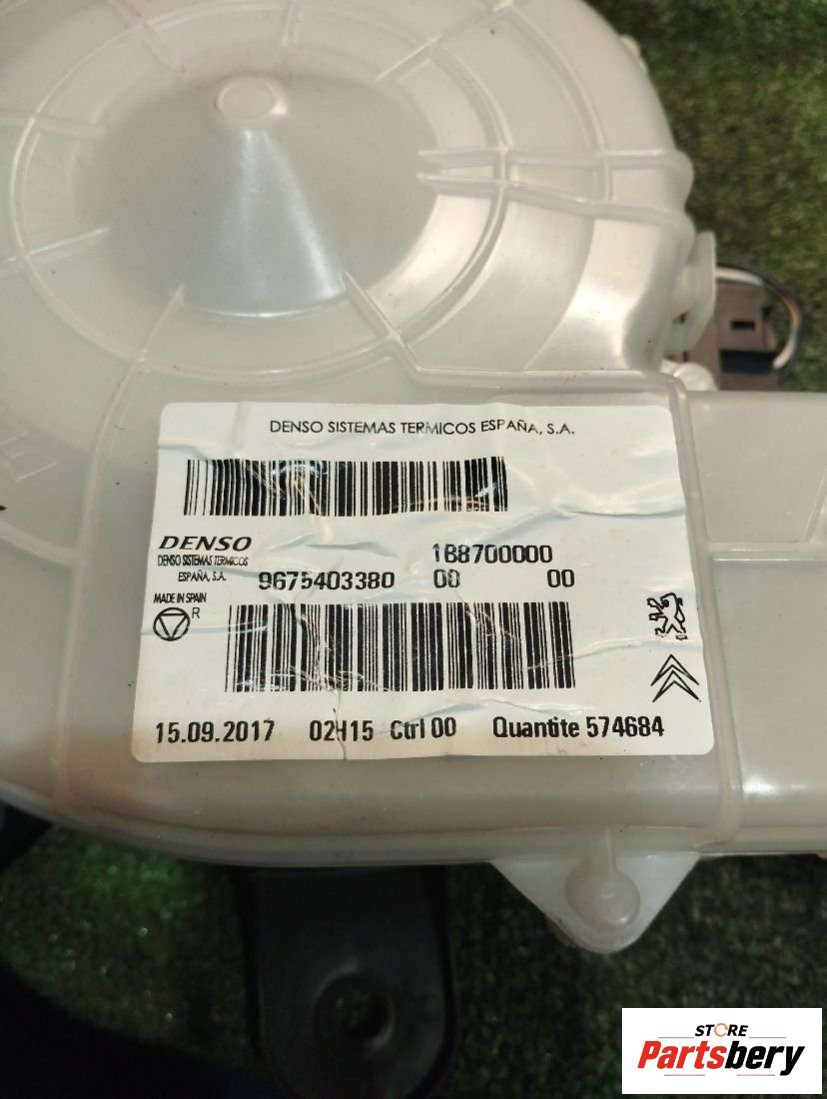 DENSO SISTEMAS TERMICOS ESPAÑA, S.A.
DENSO
DENSO SISTEMAS TERMICOS
ESPAÑA, S.A.
1B8700000
9675403380 00 00
MADE IN SPAIN
R
15.09.2017 02H15 Ctrl 00 Quantite 574684
STORE
Partsbery